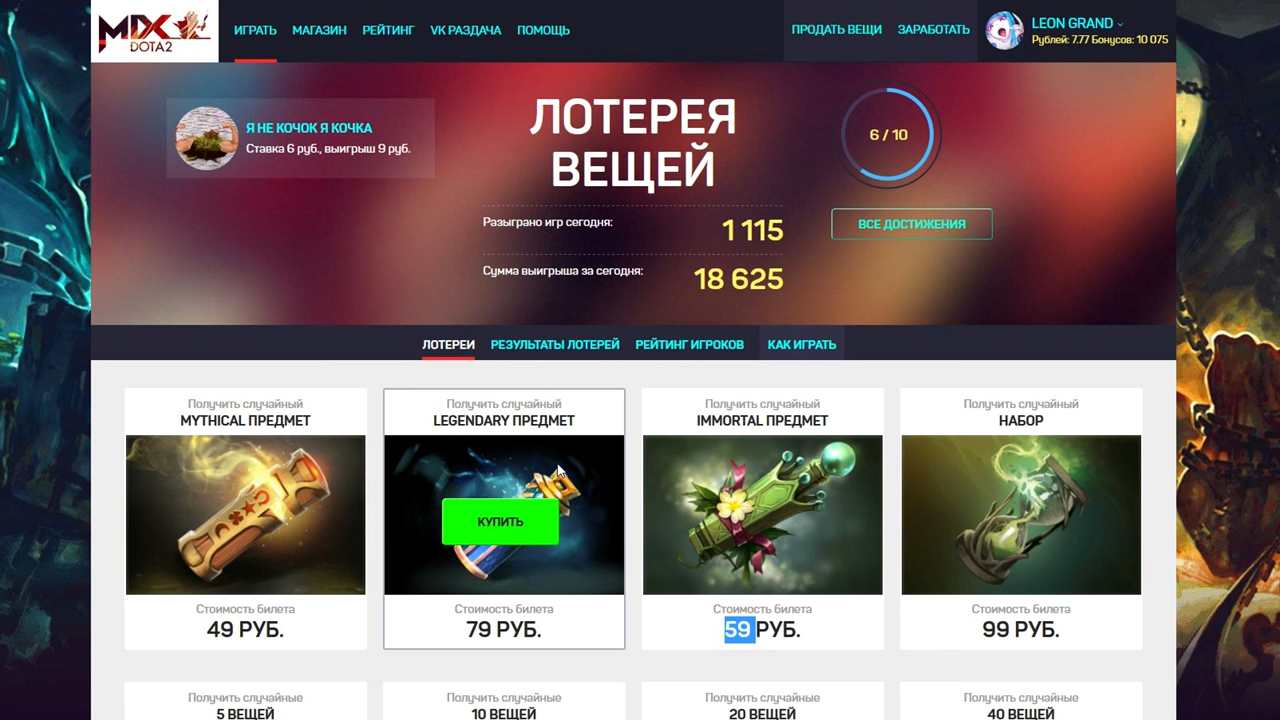 MDX
DOTA2
ИГРАТЬ
МАГАЗИН
РЕЙТИНГ
VK РАЗДАЧА
ПОМОЩЬ
ПРОДАТЬ ВЕЩИ
ЗАРАБОТАТЬ
LEON GRAND
Рублей: 7.77 Бонусов: 10 075
Я НЕ КОЧОК Я КОЧКА
Ставка 6 руб., выигрыш 9 руб.
ЛОТЕРЕЯ
ВЕЩЕЙ
Разыграно игр сегодня:
1 115
Сумма выигрыша за сегодня:
18 625
6 / 10
ВСЕ ДОСТИЖЕНИЯ
ЛОТЕРЕИ
РЕЗУЛЬТАТЫ ЛОТЕРЕЙ
РЕЙТИНГ ИГРОКОВ
КАК ИГРАТЬ
Получить случайный
MYTHICAL ПРЕДМЕТ
Стоимость билета
49 РУБ.
Получить случайный
LEGENDARY ПРЕДМЕТ
КУПИТЬ
Стоимость билета
79 РУБ.
Получить случайный
IMMORTAL ПРЕДМЕТ
Стоимость билета
59 РУБ.
Получить случайный
НАБОР
Стоимость билета
99 РУБ.
Получить случайные
5 ВЕЩЕЙ
Получить случайные
10 ВЕЩЕЙ
Получить случайные
20 ВЕЩЕЙ
Получить случайные
40 ВЕЩЕЙ